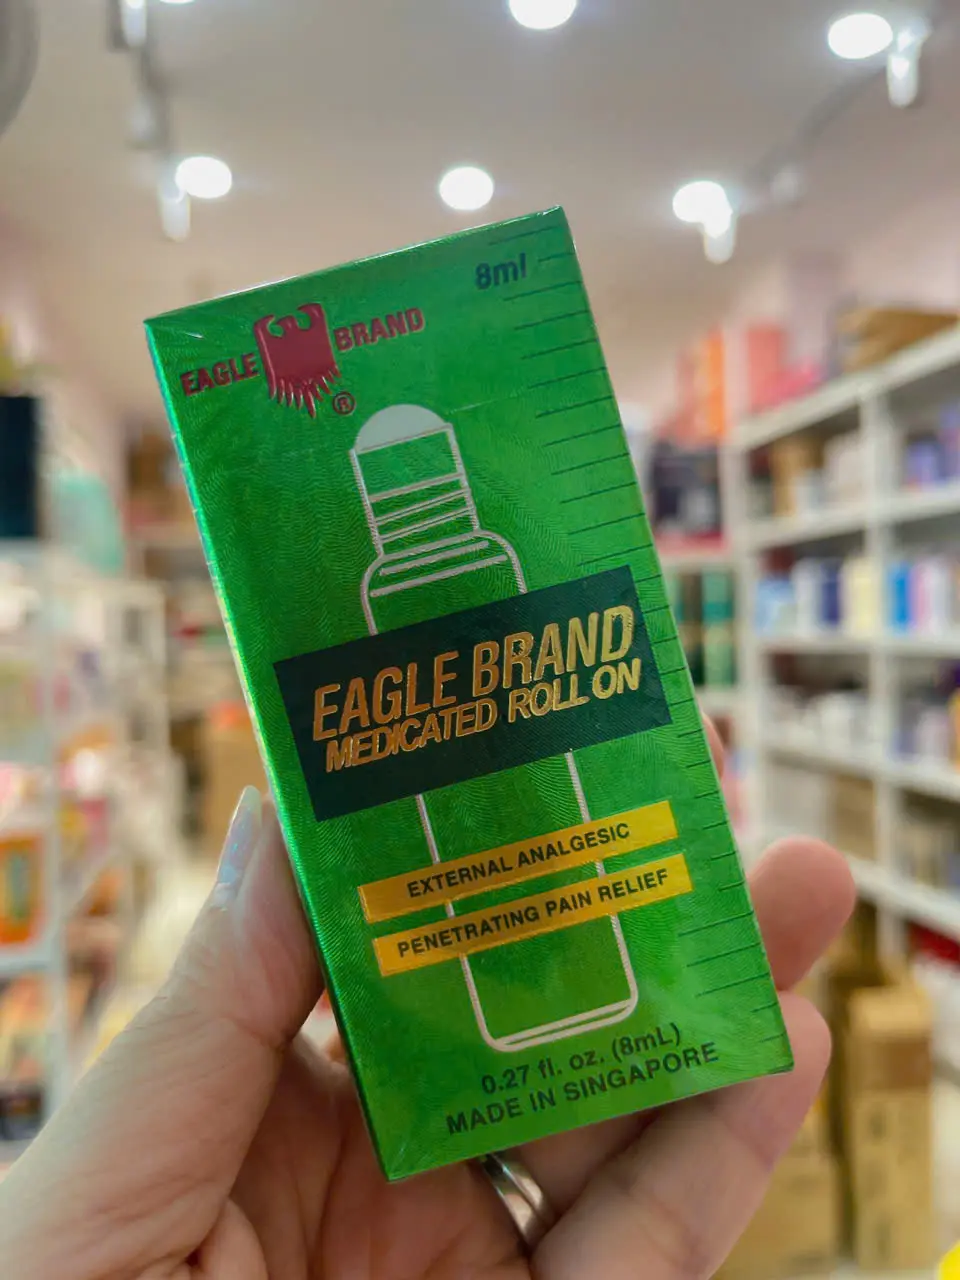 8ml
EAGLE BRAND
®
EAGLE BRAND
MEDICATED ROLL ON
EXTERNAL ANALGESIC
PENETRATING PAIN RELIEF
0.27 fl. oz. (8mL)
MADE IN SINGAPORE